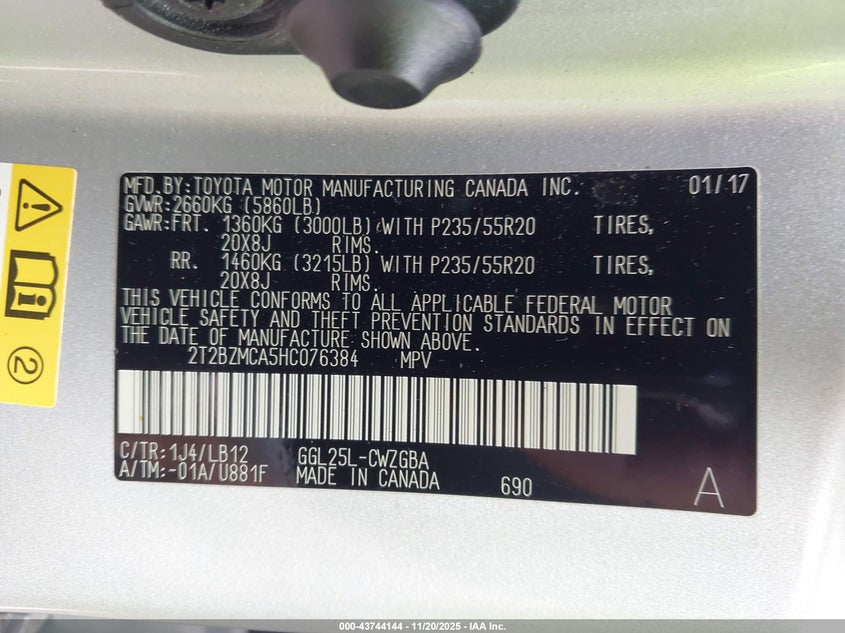 MFD.BY:TOYOTA MOTOR MANUFACTURING CANADA INC. 01/17
GVWR:2660KG (5860LB)
GAWR:FRT. 1360KG (3000LB) WITH P235/55R20 TIRES,
20X8J RIMS.
RR. 1460KG (3215LB) WITH P235/55R20 TIRES,
20X8J RIMS.
THIS VEHICLE CONFORMS TO ALL APPLICABLE FEDERAL MOTOR
VEHICLE SAFETY AND THEFT PREVENTION STANDARDS IN EFFECT ON
THE DATE OF MANUFACTURE SHOWN ABOVE.
2T2BZMCA5HC076384 MPV
C/TR:1J4/LB12 GGL25L-CWZGBA
A/TM:-01A/U881F MADE IN CANADA 690 A
2
000-43744144 - 11/20/2025 - IAA Inc.